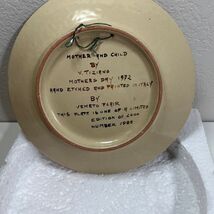 MOTHER AND CHILD
BY
V. TIZIANO
MOTHERS DAY 1972
HAND ETCHED AND PAINTED IN ITALY
BY
VENETO FLAIR
THIS PLATE IS ONE OF A LIMITED
EDITION OF 2000
NUMBER